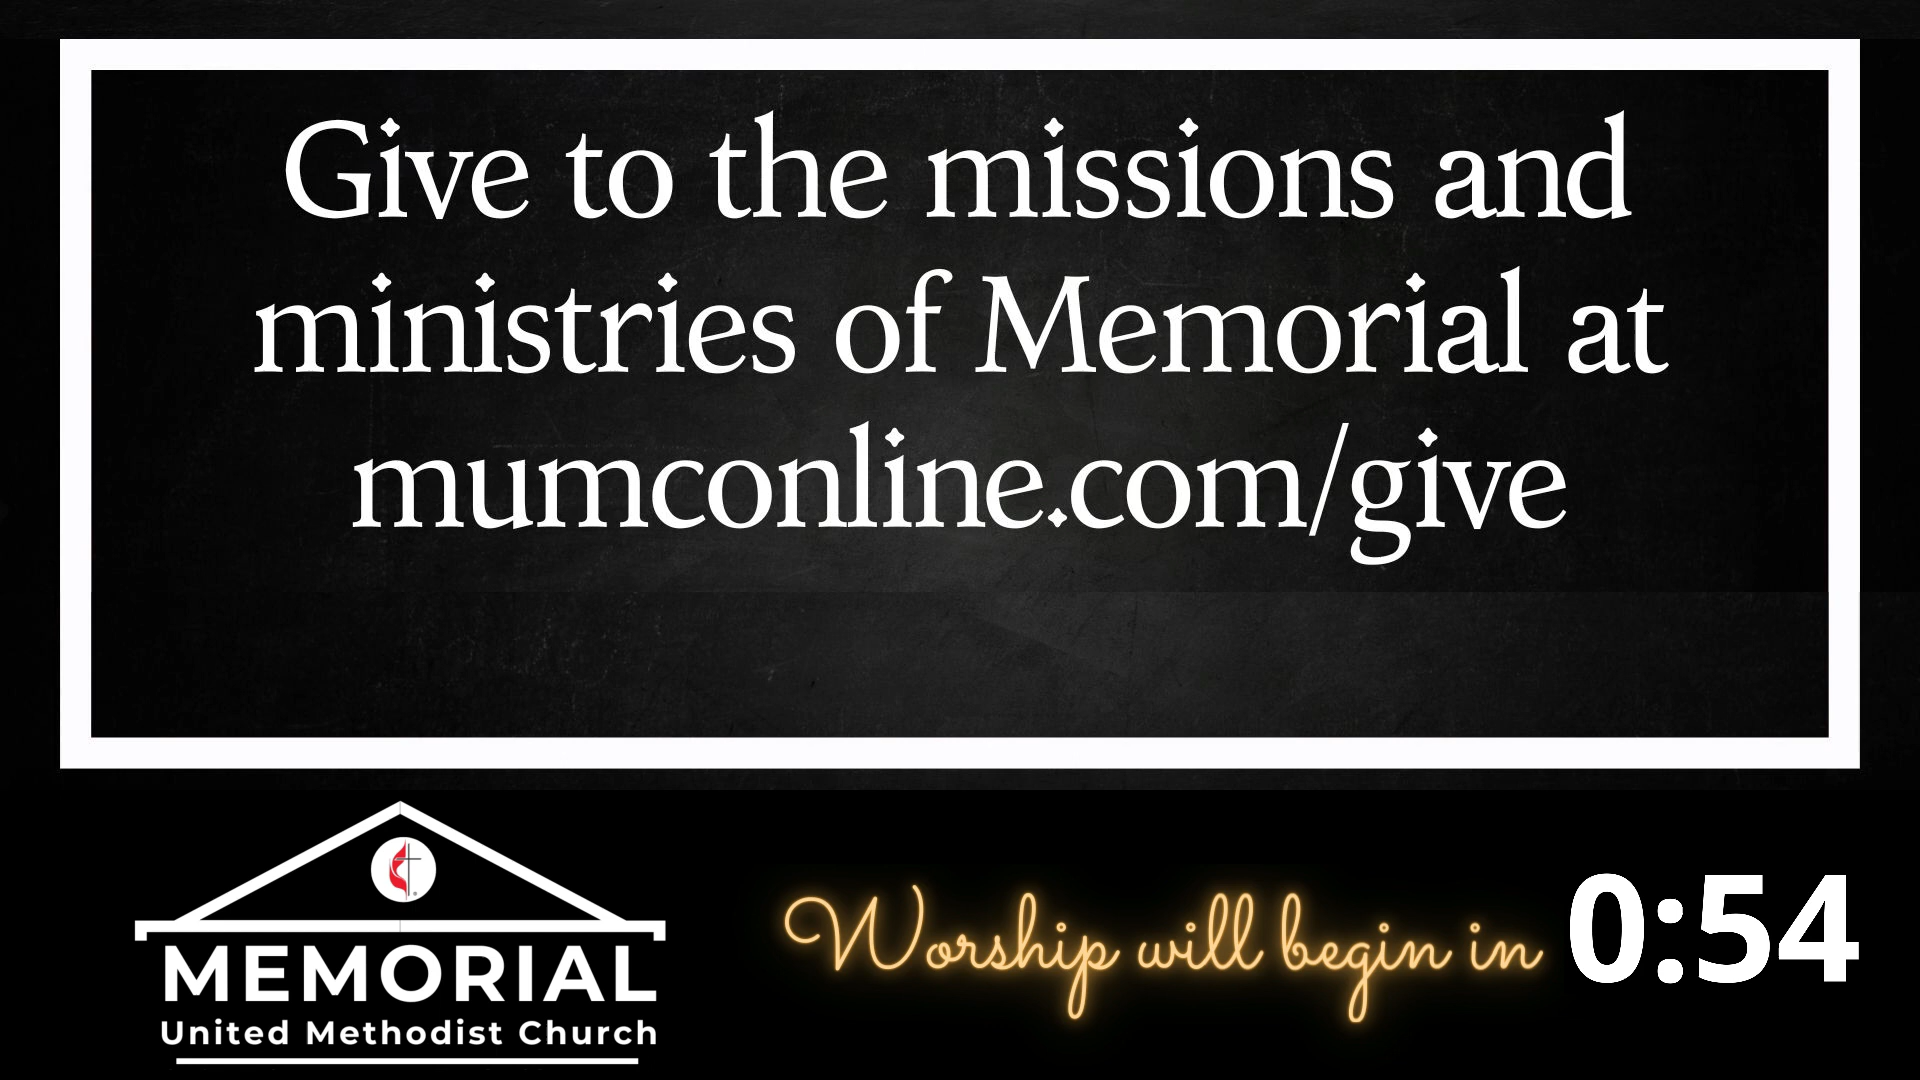 Give to the missions and
ministries of Memorial at
mumconline.com/give
MEMORIAL
United Methodist Church
Worship will begin in 0:54